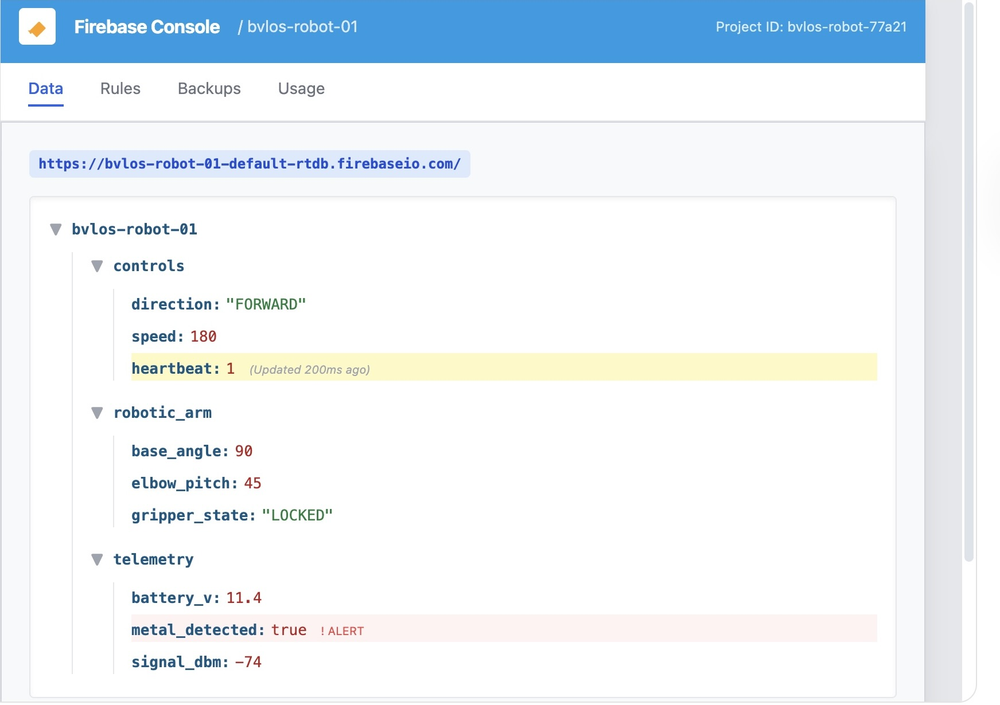 Firebase Console / bvlos-robot-01
Project ID: bvlos-robot-77a21
Data Rules Backups Usage
https://bvlos-robot-01-default-rtdb.firebaseio.com/
bvlos-robot-01
controls
direction: "FORWARD"
speed: 180
heartbeat: 1 (Updated 200ms ago)
robotic_arm
base_angle: 90
elbow_pitch: 45
gripper_state: "LOCKED"
telemetry
battery_v: 11.4
metal_detected: true ! ALERT
signal_dbm: -74